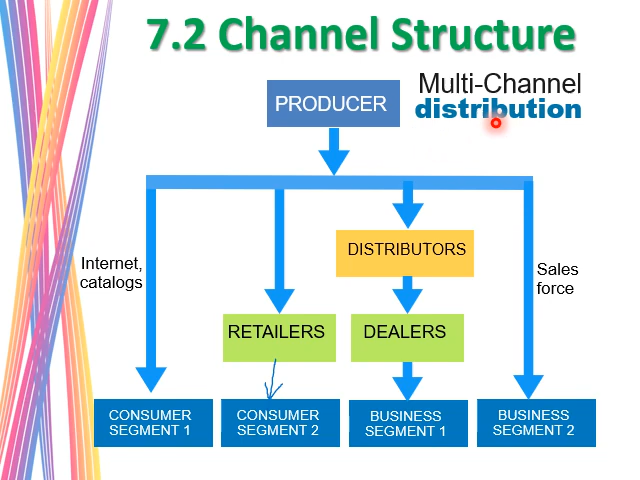 7.2 Channel Structure
Multi-Channel
distribution
PRODUCER
DISTRIBUTORS
Internet,
catalogs
Sales
force
RETAILERS
DEALERS
CONSUMER
SEGMENT 1
CONSUMER
SEGMENT 2
BUSINESS
SEGMENT 1
BUSINESS
SEGMENT 2